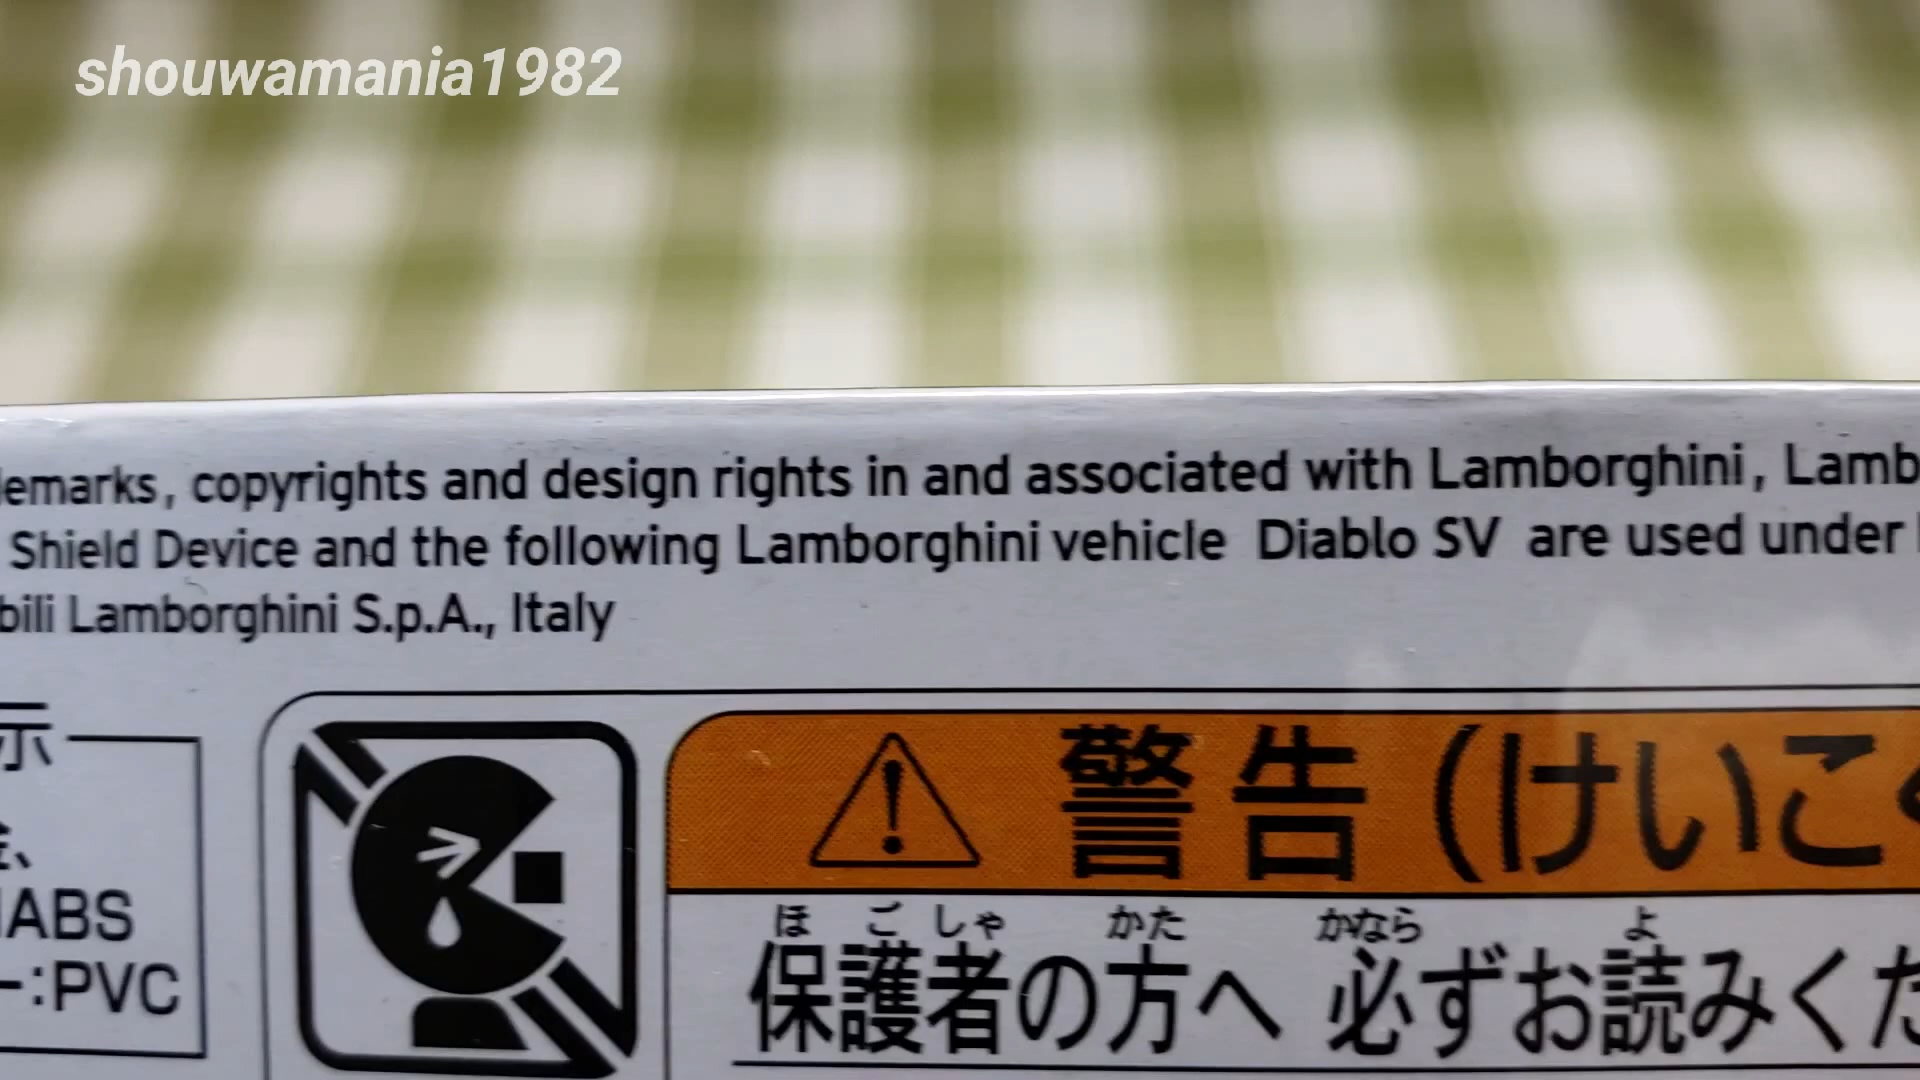 shouwamania1982
demarks, copyrights and design rights in and associated with Lamborghini, Lamb
Shield Device and the following Lamborghini vehicle Diablo SV are used under
bili Lamborghini S.p.A., Italy
示
ABS
ー:PVC
警告(けいこ
ほごしゃ かた かなら よ
保護者の方へ 必ずお読みくだ